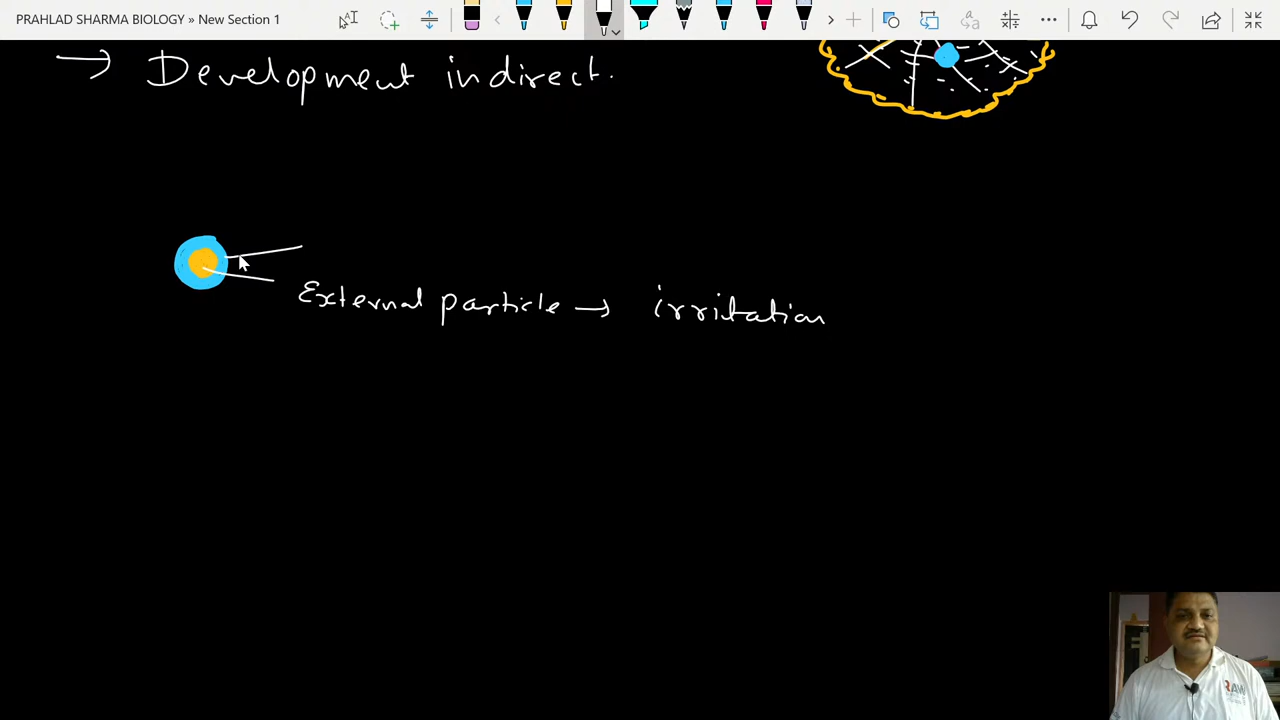 PRAHLAD SHARMA BIOLOGY » New Section 1
→ Development indirect.
External particle → irritation